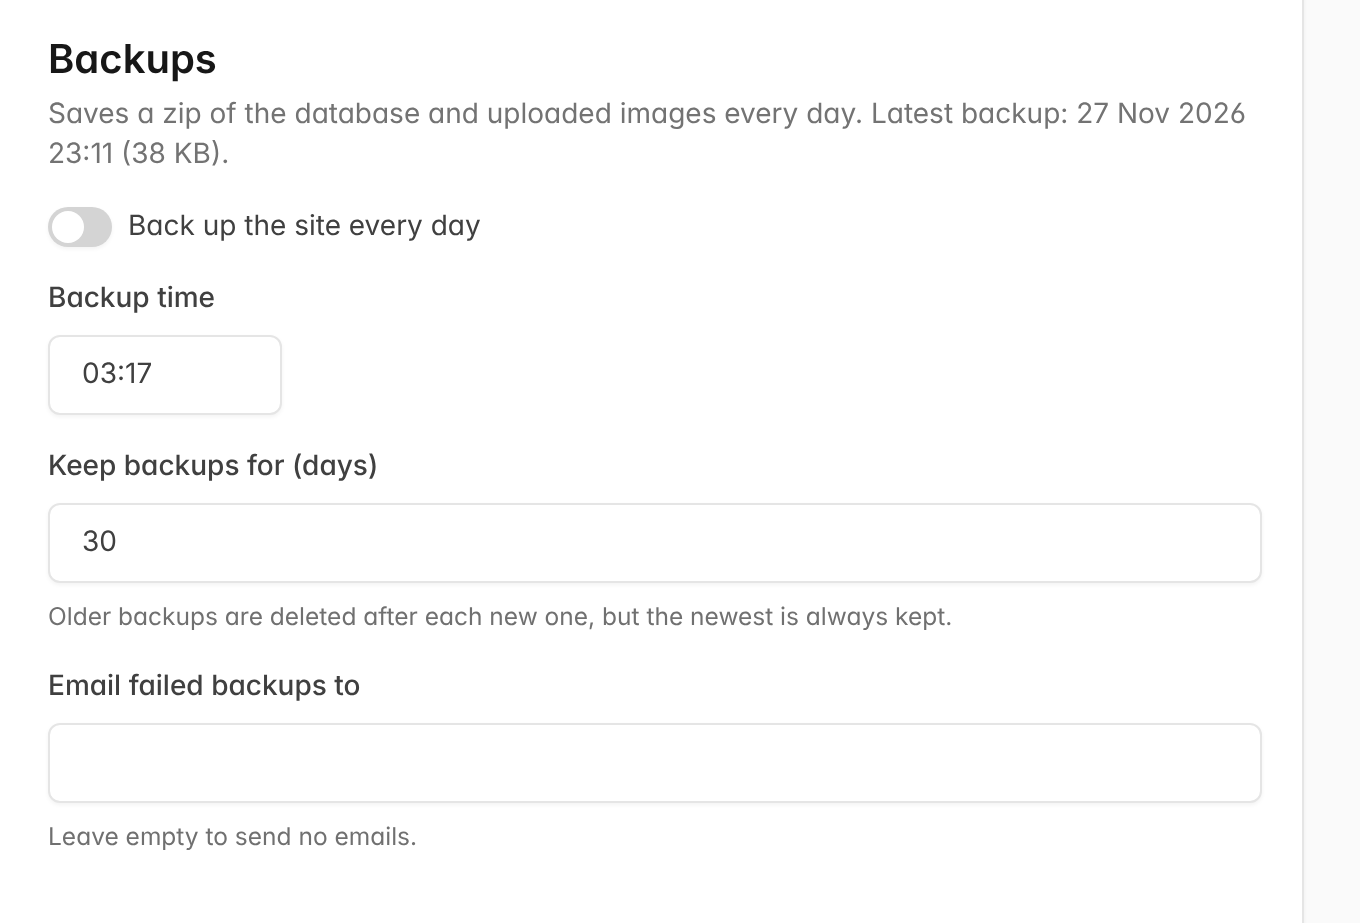 Backups
Saves a zip of the database and uploaded images every day. Latest backup: 27 Nov 2026
23:11 (38 KB).
Back up the site every day
Backup time
03:17
Keep backups for (days)
30
Older backups are deleted after each new one, but the newest is always kept.
Email failed backups to
Leave empty to send no emails.